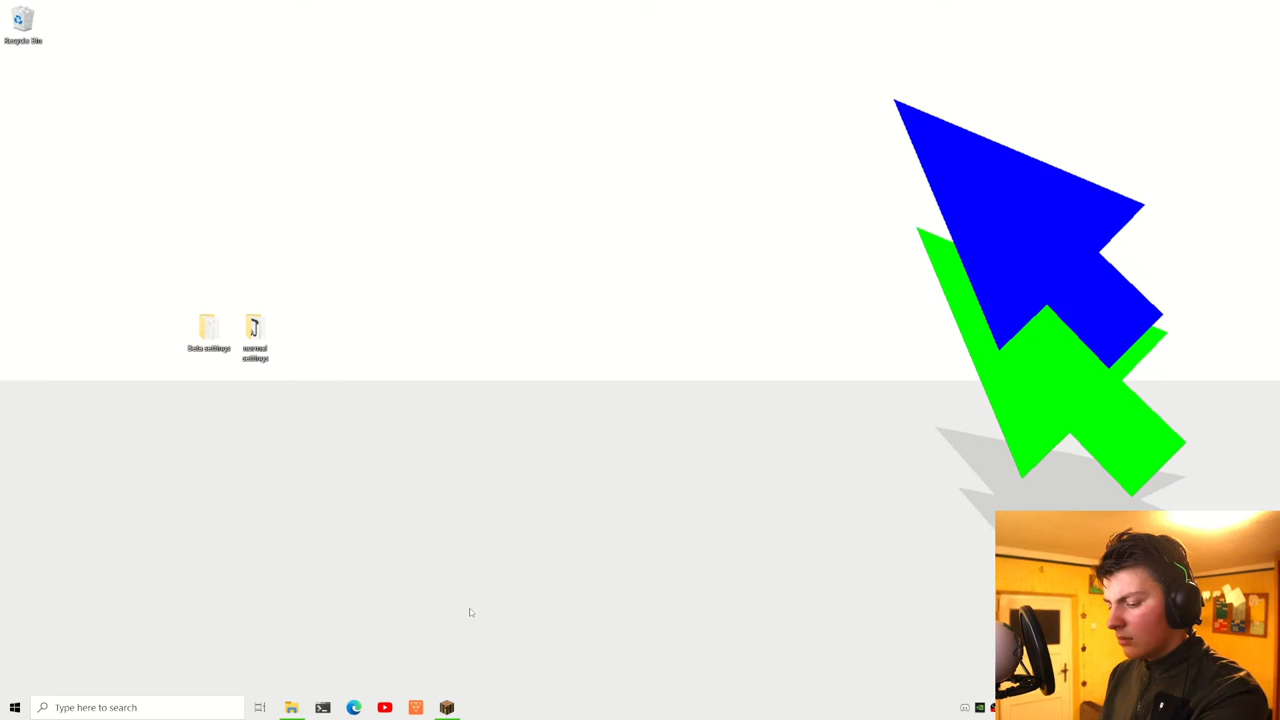 Recycle Bin
Beta settings
normal
settings
Type here to search